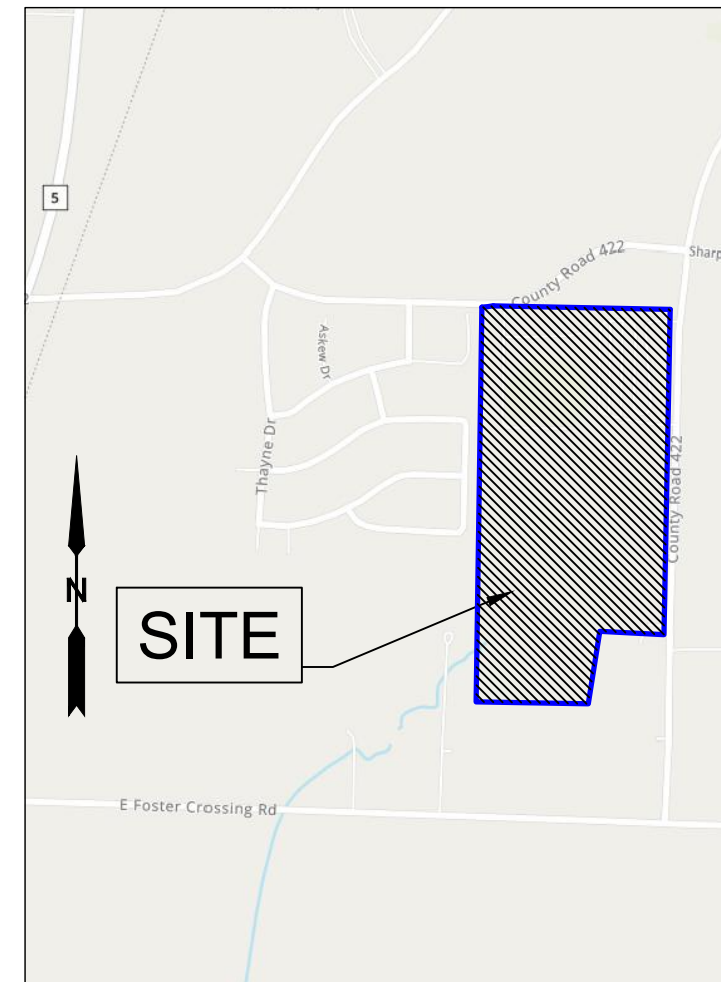 County Road 422
Sharp
5
Askew Dr
Thayne Dr
County Road 422
N
SITE
E Foster Crossing Rd